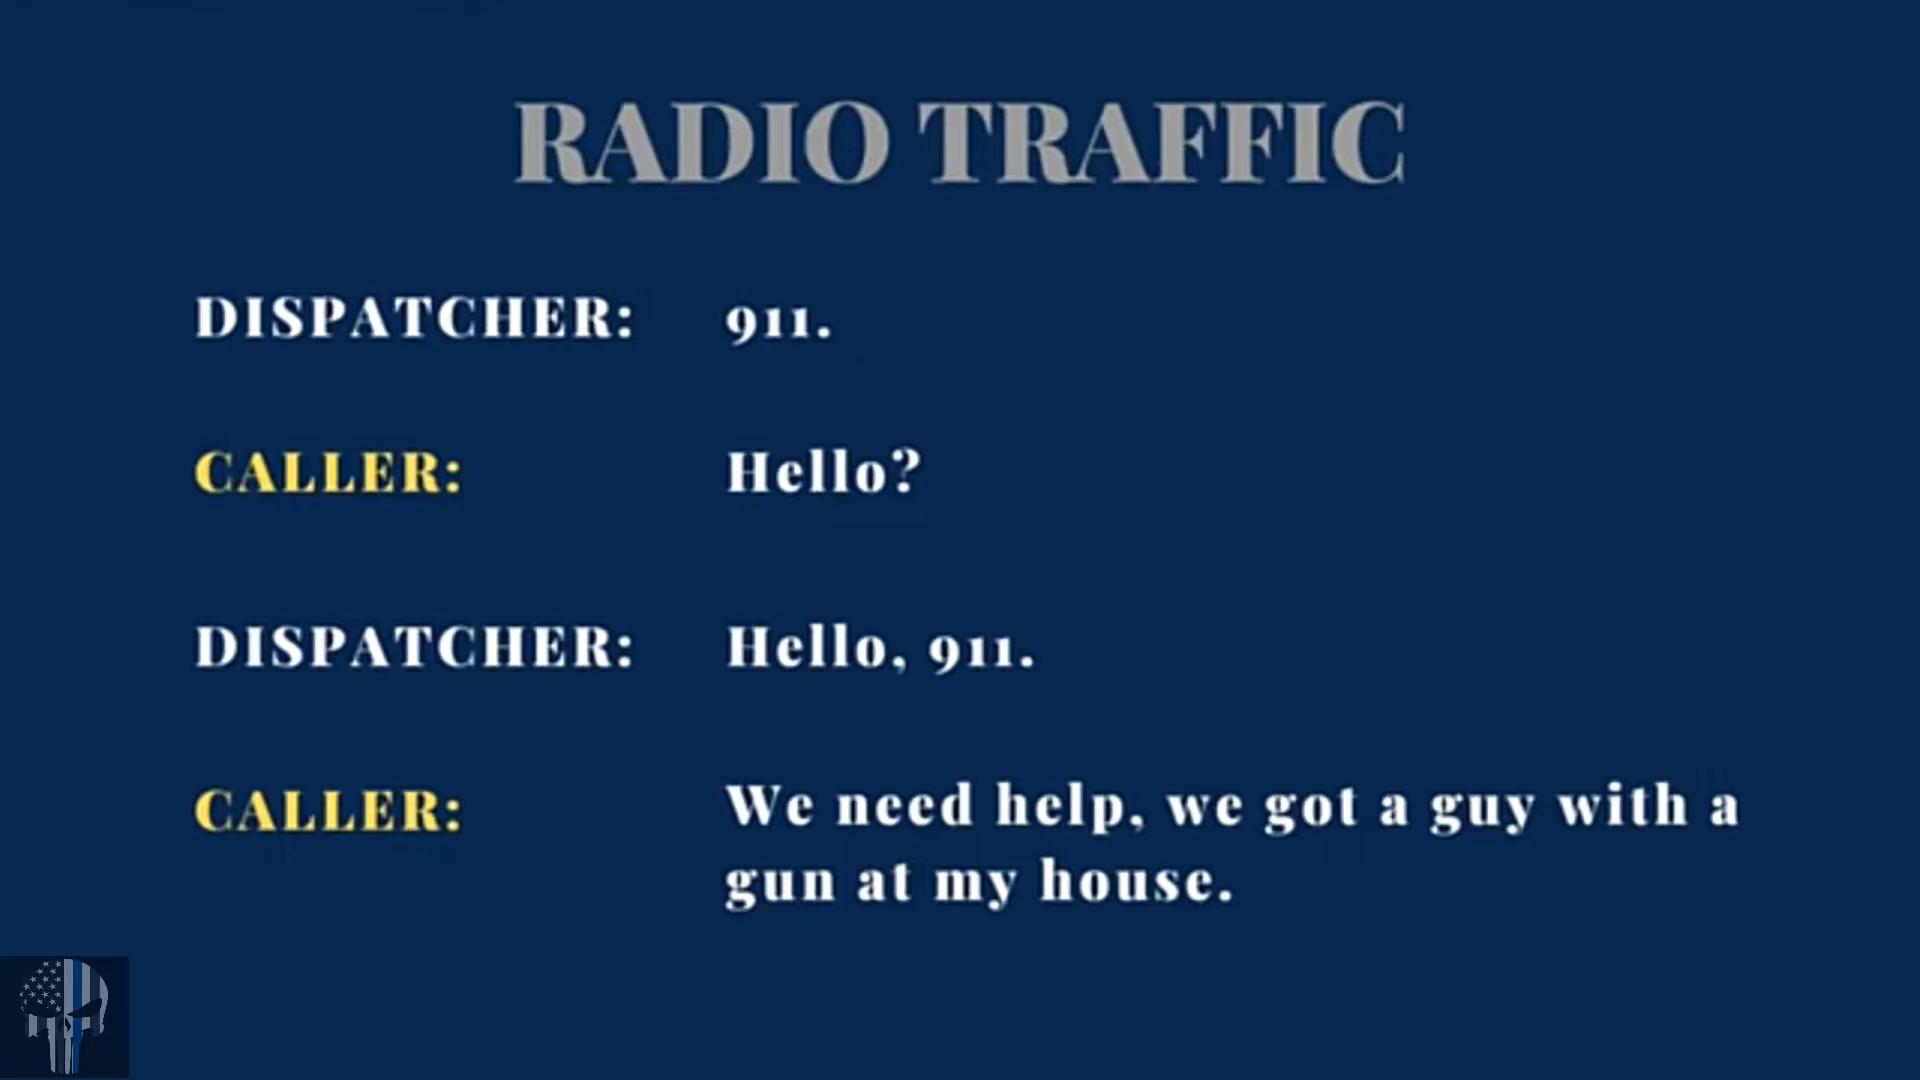 RADIO TRAFFIC
DISPATCHER: 911.
CALLER: Hello?
DISPATCHER: Hello, 911.
CALLER: We need help, we got a guy with a
gun at my house.